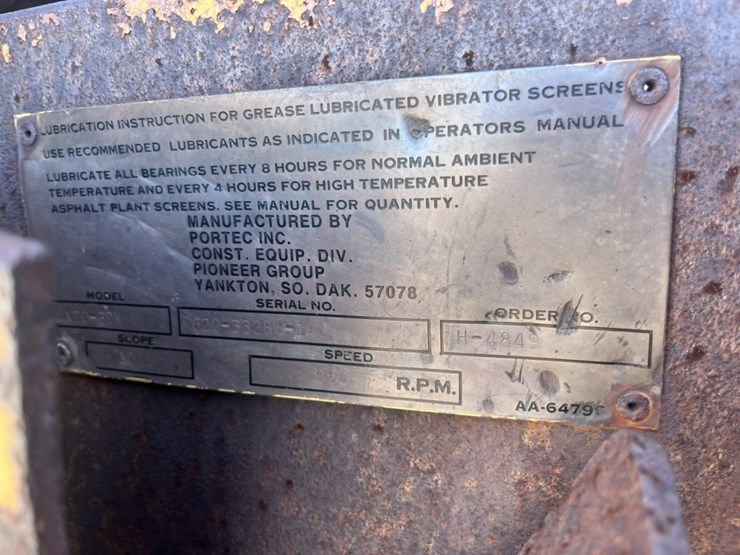 LUBRICATION INSTRUCTION FOR GREASE LUBRICATED VIBRATOR SCREENS
USE RECOMMENDED LUBRICANTS AS INDICATED IN OPERATORS MANUAL
LUBRICATE ALL BEARINGS EVERY 8 HOURS FOR NORMAL AMBIENT
TEMPERATURE AND EVERY 4 HOURS FOR HIGH TEMPERATURE
ASPHALT PLANT SCREENS. SEE MANUAL FOR QUANTITY.
MANUFACTURED BY
PORTEC INC.
CONST. EQUIP. DIV.
PIONEER GROUP
YANKTON, SO. DAK. 57078
MODEL
SERIAL NO.
ORDER NO.
H-4849
SLOPE
SPEED
R.P.M.